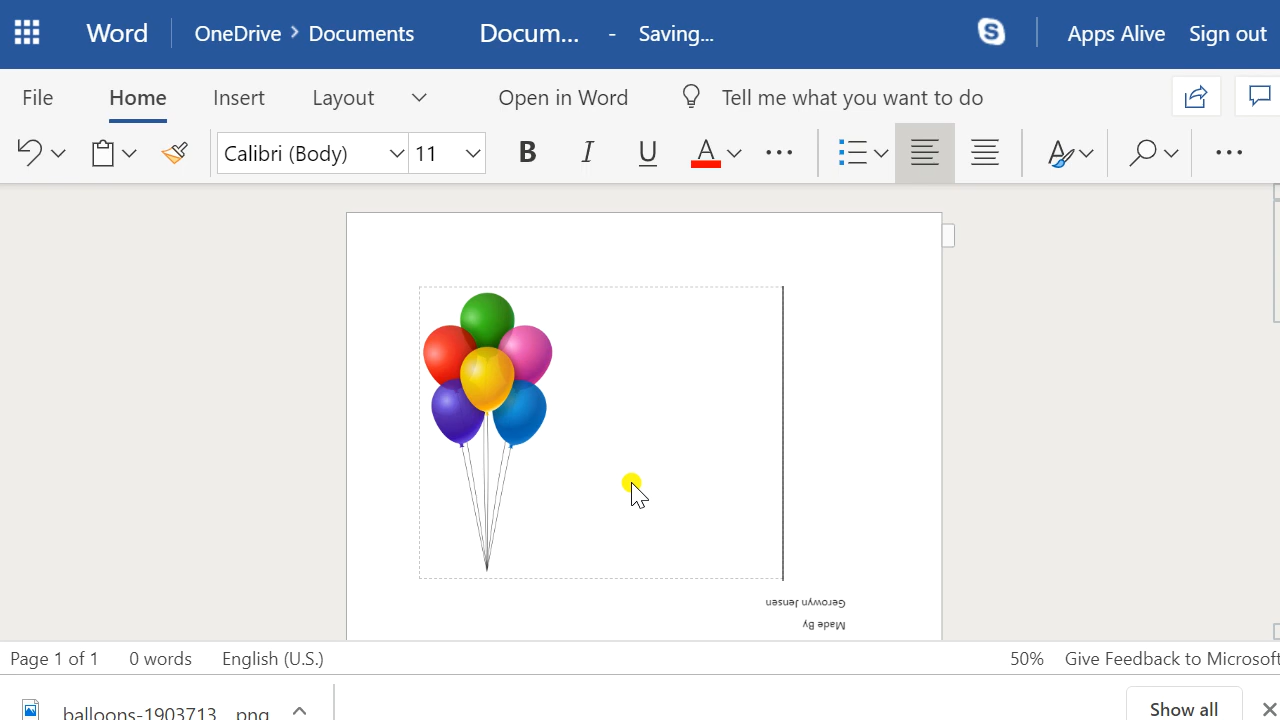 Word OneDrive > Documents Docum... - Saving... Apps Alive Sign out
File Home Insert Layout Open in Word Tell me what you want to do
Calibri (Body) 11 B I U A
Gerowyn Jensen
Made By
Page 1 of 1 0 words English (U.S.) 50% Give Feedback to Microsoft
balloons-1903713_.png Show all